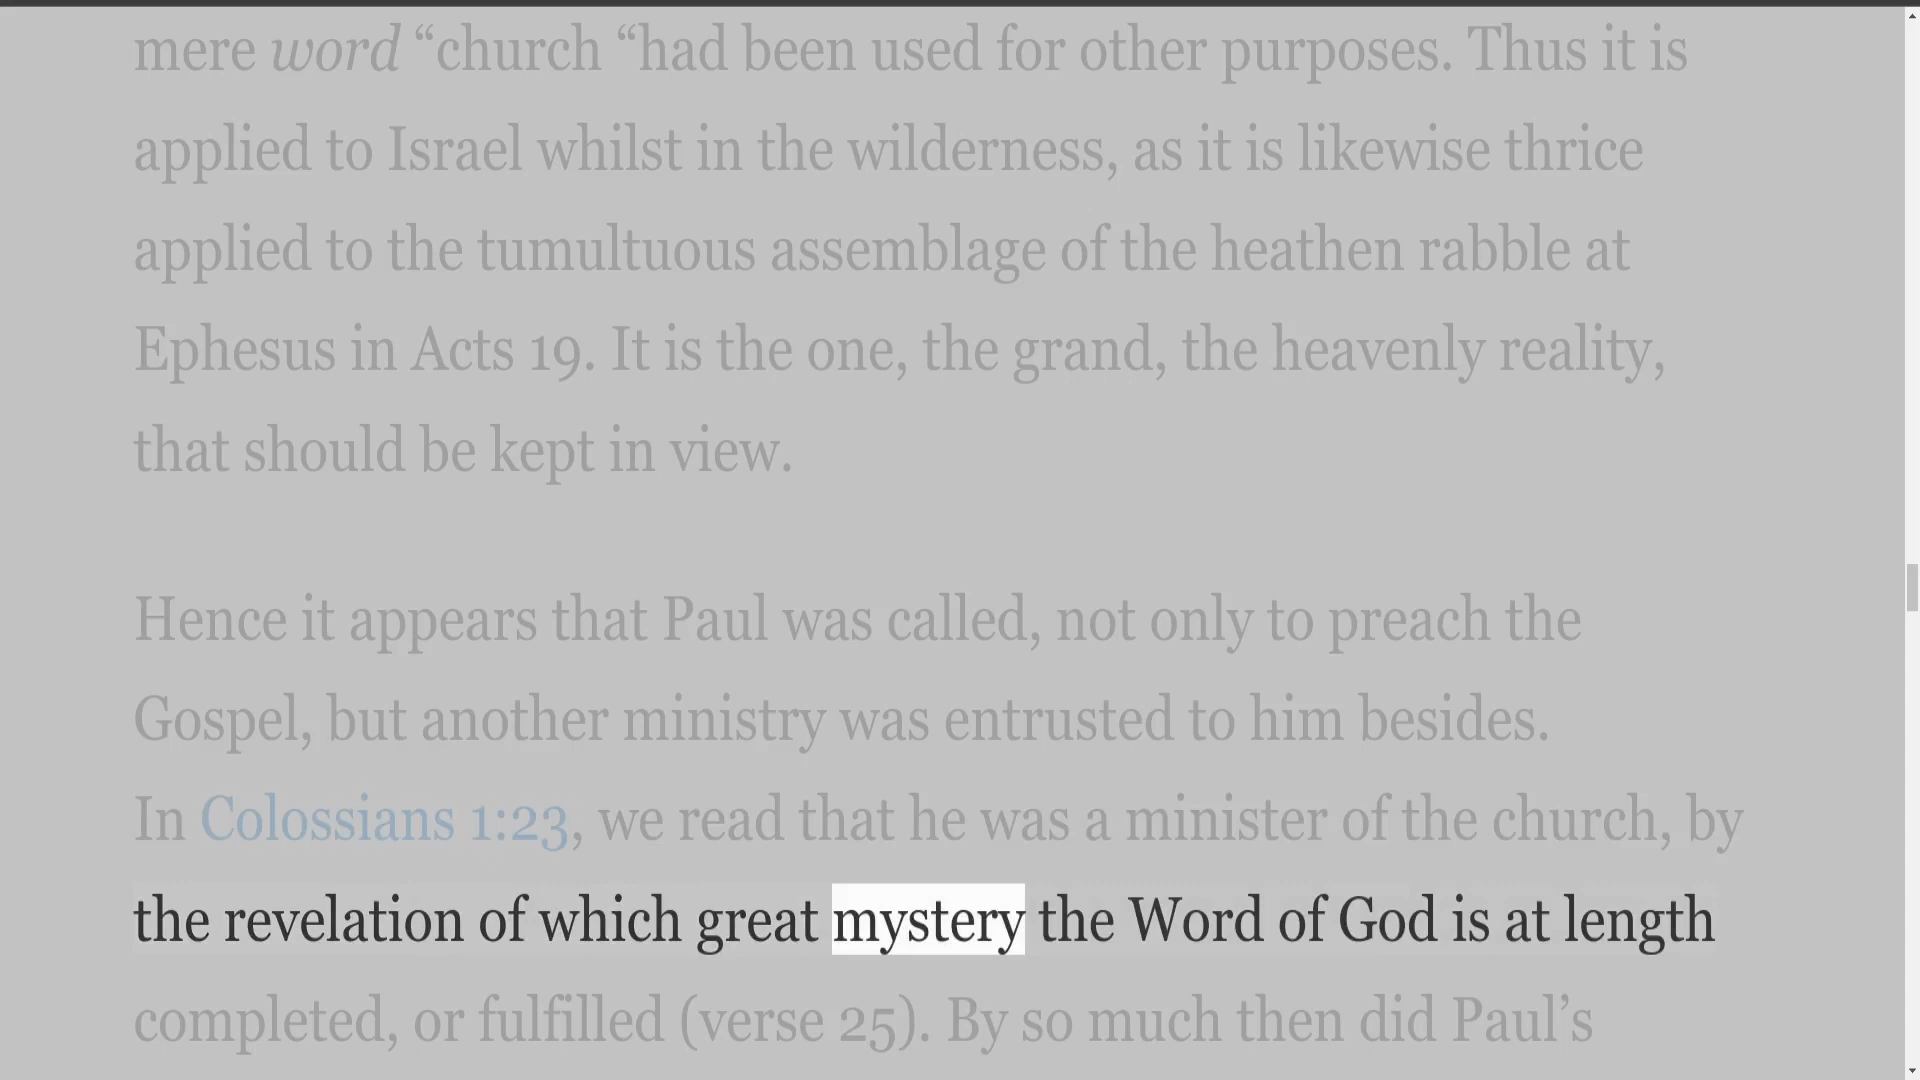 mere word “church “had been used for other purposes. Thus it is
applied to Israel whilst in the wilderness, as it is likewise thrice
applied to the tumultuous assemblage of the heathen rabble at
Ephesus in Acts 19. It is the one, the grand, the heavenly reality,
that should be kept in view.
Hence it appears that Paul was called, not only to preach the
Gospel, but another ministry was entrusted to him besides.
In Colossians 1:23, we read that he was a minister of the church, by
the revelation of which great mystery the Word of God is at length
completed, or fulfilled (verse 25). By so much then did Paul’s